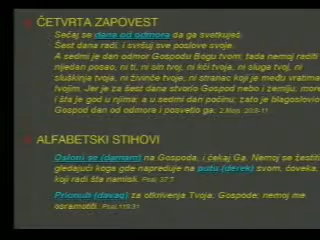 ČETVRTA ZAPOVEST
Sećaj se dana od odmora da ga svetkuješ.
Šest dana radi, i svršuj sve poslove svoje.
A sedmi je dan odmor Gospodu Bogu tvom; tada nemoj raditi
nijedan posao, ni ti, ni sin tvoj, ni kći tvoja, ni sluga tvoj, ni
sluškinja tvoja, ni živinče tvoje, ni stranac koji je među vratima
tvojim. Jer je za šest dana stvorio Gospod nebo i zemlju, more
i šta je god u njima; a u sedmi dan počinu; zato je blagoslovio
Gospod dan od odmora i posvetio ga. 2.Mojs. 20:8-11
ALFABETSKI STIHOVI
Osloni se (damam) na Gospoda, i čekaj Ga. Nemoj se žestiti
gledajući koga gde napreduje na putu (derek) svom, čoveka,
koji radi šta namisli. Psal. 37:7
Prionuh (davaq) za otkrivenja Tvoja, Gospode; nemoj me
osramotiti. Psal.119:31